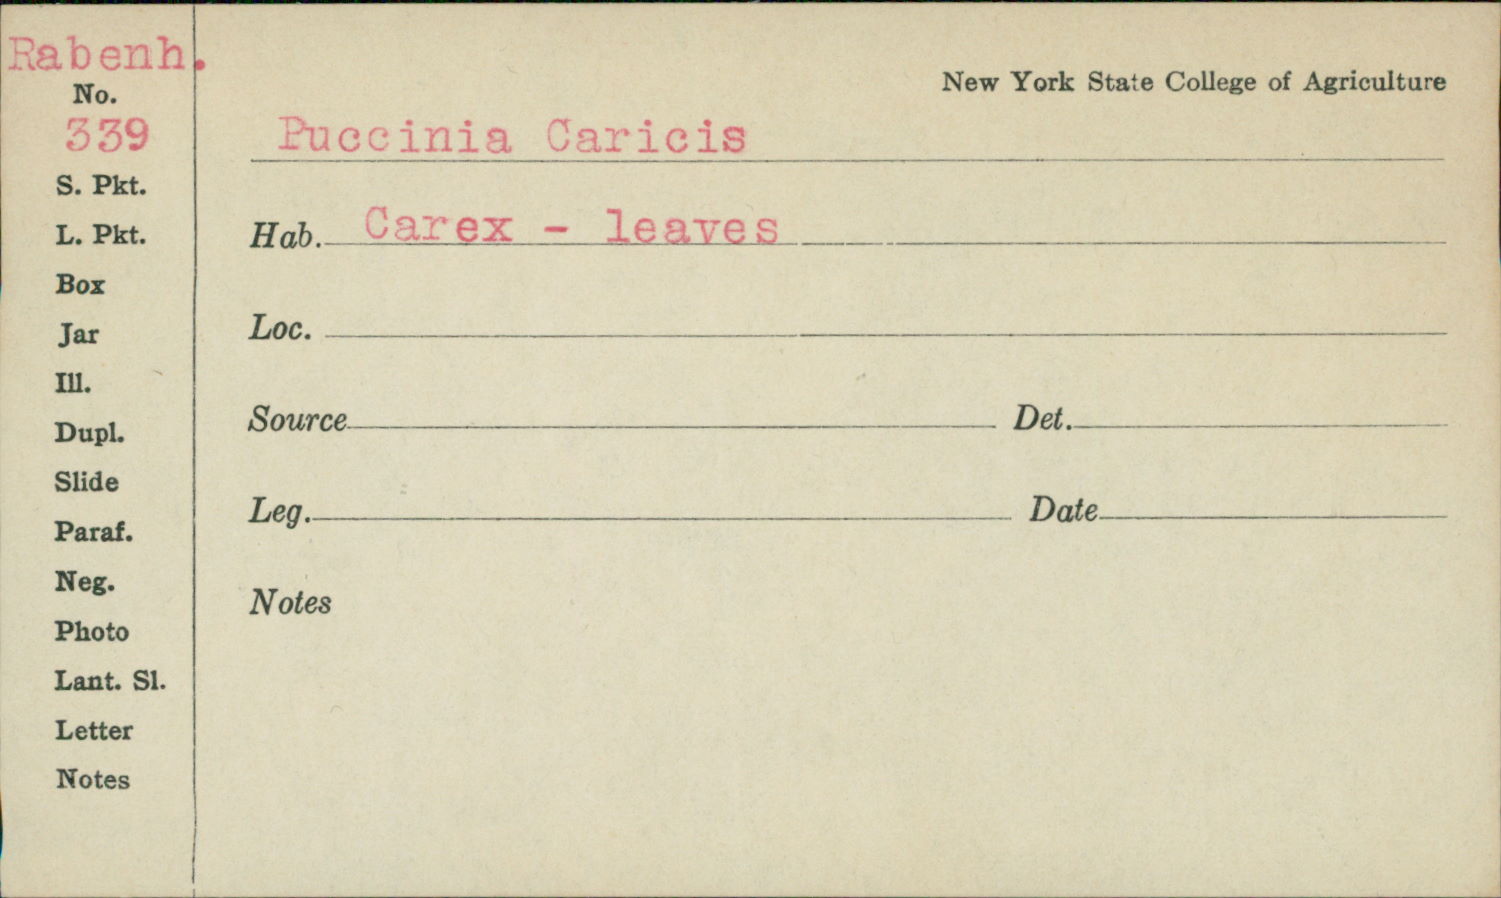 Rabenh.
No.
339
S. Pkt.
L. Pkt.
Box
Jar
Ill.
Dupl.
Slide
Paraf.
Neg.
Photo
Lant. Sl.
Letter
Notes
New York State College of Agriculture
Puccinia Caricis
Hab. Carex - leaves
Loc.
Source Det.
Leg. Date
Notes